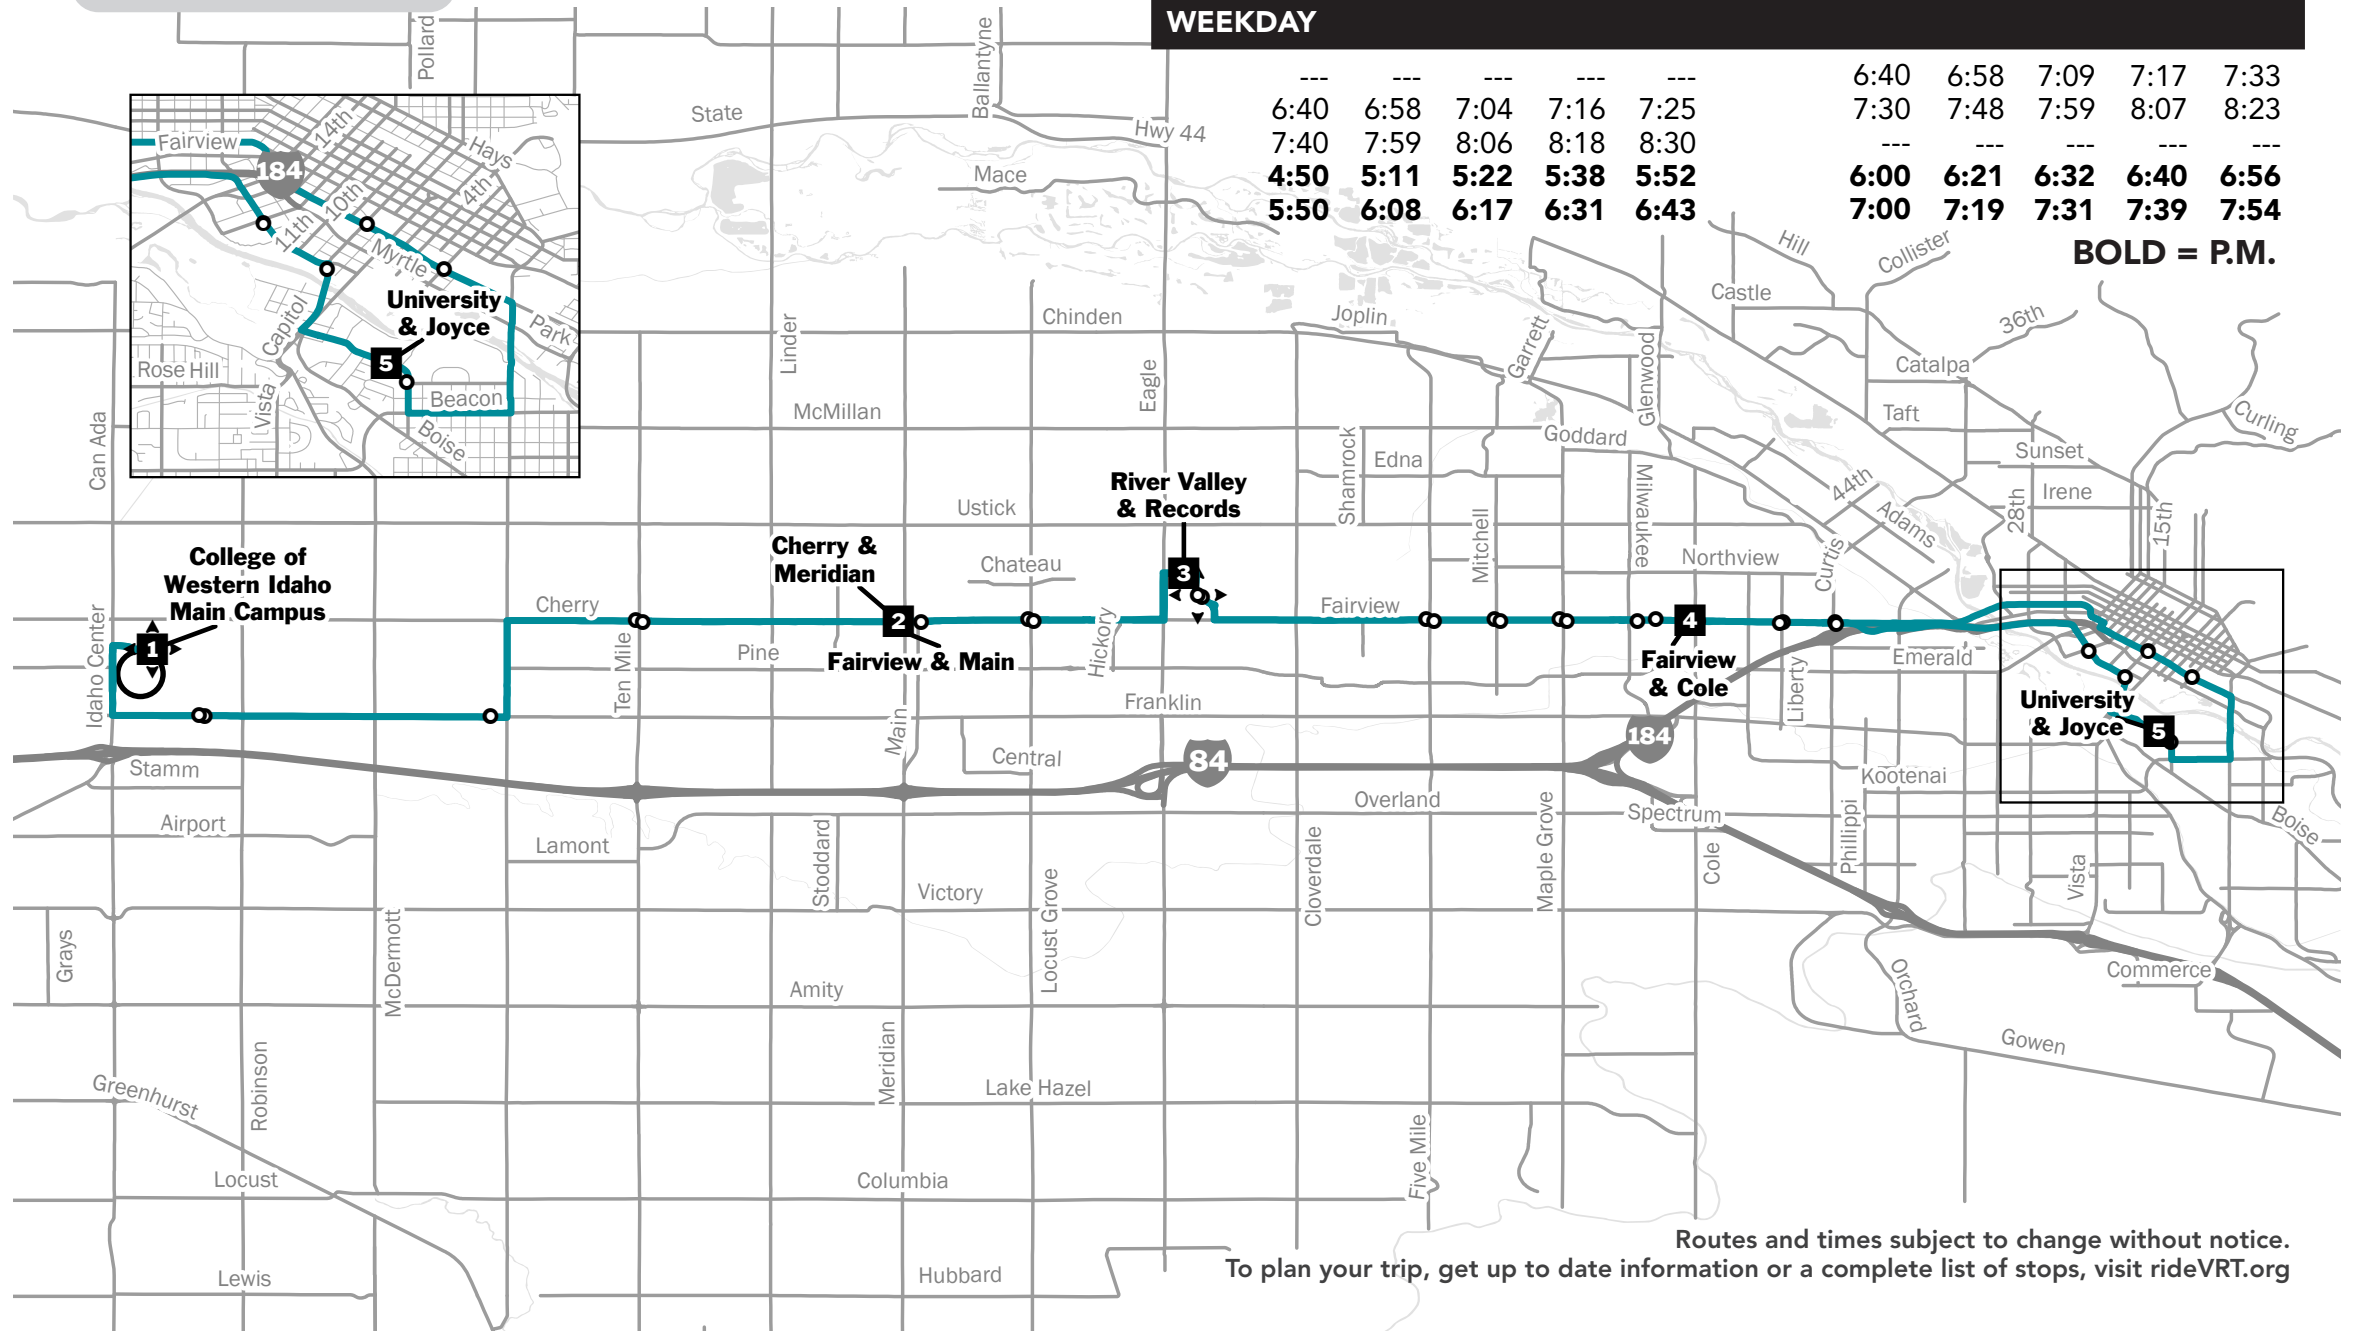 WEEKDAY
--- --- --- --- --- 6:40 6:58 7:09 7:17 7:33
6:40 6:58 7:04 7:16 7:25 7:30 7:48 7:59 8:07 8:23
7:40 7:59 8:06 8:18 8:30 --- --- --- --- ---
4:50 5:11 5:22 5:38 5:52 6:00 6:21 6:32 6:40 6:56
5:50 6:08 6:17 6:31 6:43 7:00 7:19 7:31 7:39 7:54
BOLD = P.M.
Pollard
Ballantyne
State
Hwy 44
Mace
Fairview
184
14th
Hays
4th
10th
11th
Myrtle
University
& Joyce
5
Capitol
Park
Rose Hill
Vista
Beacon
Boise
Hill
Collister
Castle
36th
Catalpa
Taft
Curling
Sunset
Irene
28th
15th
44th
Adams
Chinden
Joplin
Garrett
Glenwood
Linder
Eagle
McMillan
Goddard
Edna
Shamrock
Can Ada
Ustick
Mitchell
Milwaukee
Northview
Curtis
River Valley
& Records
3
Cherry &
Meridian
2
Fairview & Main
College of
Western Idaho
Main Campus
1
Idaho Center
Cherry
Ten Mile
Pine
Chateau
Hickory
Fairview
4
Fairview
& Cole
Liberty
Emerald
University
& Joyce
5
Franklin
Main
Central
84
184
Stamm
Airport
Lamont
Stoddard
Victory
Locust Grove
Overland
Cloverdale
Maple Grove
Spectrum
Cole
Phillippi
Kootenai
Vista
Boise
Commerce
Orchard
Gowen
Grays
McDermott
Amity
Robinson
Meridian
Lake Hazel
Greenhurst
Five Mile
Locust
Columbia
Lewis
Hubbard
Routes and times subject to change without notice.
To plan your trip, get up to date information or a complete list of stops, visit rideVRT.org